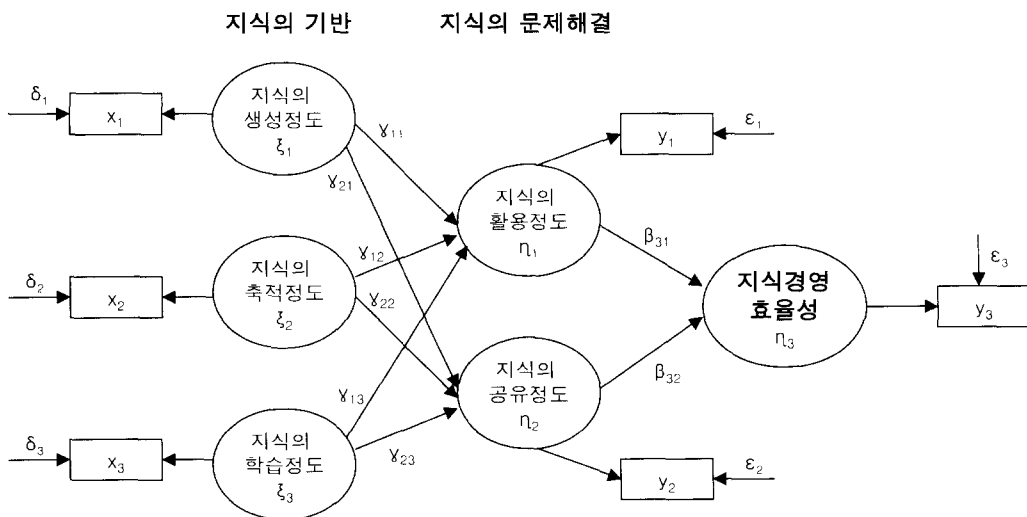 지식의 기반
지식의 문제해결
δ₁
x₁
지식의
생성정도
ξ₁
γ₁₁
γ₂₁
y₁
ε₁
지식의
활용정도
η₁
β₃₁
δ₂
x₂
지식의
축적정도
ξ₂
γ₁₂
γ₂₂
지식경영
효율성
η₃
ε₃
y₃
지식의
공유정도
η₂
β₃₂
δ₃
x₃
지식의
학습정도
ξ₃
γ₁₃
γ₂₃
y₂
ε₂